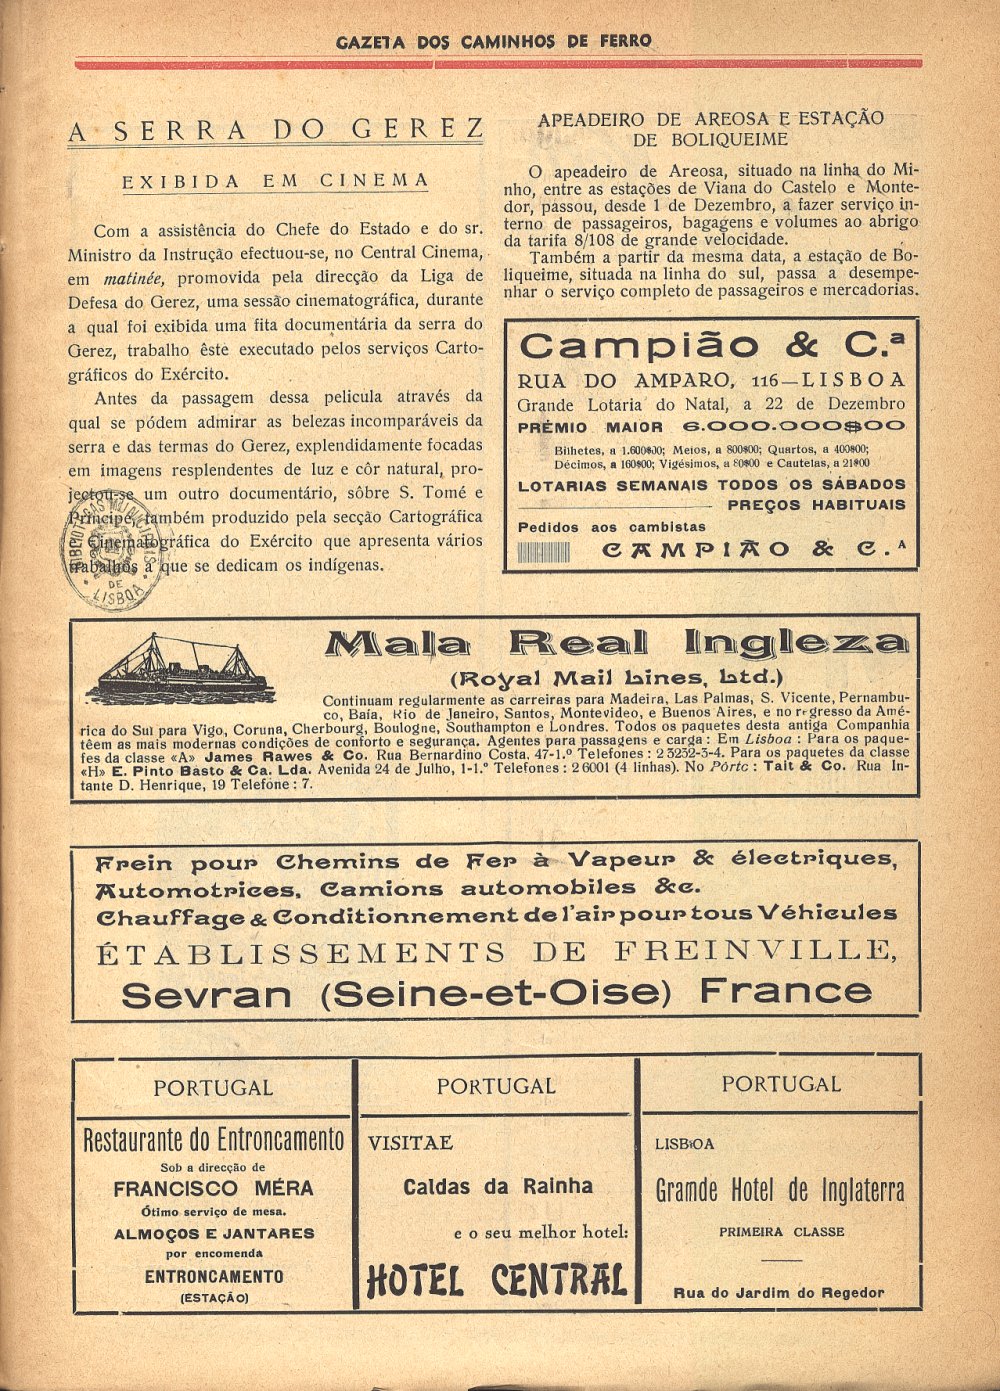 GAZETA DOS CAMINHOS DE FERRO
A SERRA DO GEREZ
EXIBIDA EM CINEMA
Com a assistência do Chefe do Estado e do sr.
Ministro da Instrução efectuou-se, no Central Cinema,
em matinée, promovida pela direcção da Liga de
Defesa do Gerez, uma sessão cinematográfica, durante
a qual foi exibida uma fita documentária da serra do
Gerez, trabalho êste executado pelos serviços Carto-
gráficos do Exército.
Antes da passagem dessa pelicula através da
qual se pódem admirar as belezas incomparáveis da
serra e das termas do Gerez, explendidamente focadas
em imagens resplendentes de luz e côr natural, pro-
jectou-se um outro documentário, sôbre S. Tomé e
Príncipe, também produzido pela secção Cartográfica
e Cinematográfica do Exército que apresenta vários
trabalhos a que se dedicam os indígenas.
BIBLIOTECAS MUNICIPAIS
DE
LISBOA
APEADEIRO DE AREOSA E ESTAÇÃO
DE BOLIQUEIME
O apeadeiro de Areosa, situado na linha do Mi-
nho, entre as estações de Viana do Castelo e Monte-
dor, passou, desde 1 de Dezembro, a fazer serviço in-
terno de passageiros, bagagens e volumes ao abrigo
da tarifa 8/108 de grande velocidade.
Também a partir da mesma data, a estação de Bo-
liqueime, situada na linha do sul, passa a desempe-
nhar o serviço completo de passageiros e mercadorias.
Campião & C.ª
RUA DO AMPARO, 116—LISBOA
Grande Lotaria do Natal, a 22 de Dezembro
PRÉMIO MAIOR 6.000.000$00
Bilhetes, a 1.600$00; Meios, a 800$00; Quartos, a 400$00;
Décimos, a 160$00; Vigésimos, a 80$00 e Cautelas, a 21$00
LOTARIAS SEMANAIS TODOS OS SÁBADOS
PREÇOS HABITUAIS
Pedidos aos cambistas
CAMPIÃO & C.ª
Mala Real Ingleza
(Royal Mail Lines, Ltd.)
Continuam regularmente as carreiras para Madeira, Las Palmas, S. Vicente, Pernambu-
co, Baía, Rio de Janeiro, Santos, Montevideo, e Buenos Aires, e no regresso da Amé-
rica do Sul para Vigo, Coruna, Cherbourg, Boulogne, Southampton e Londres. Todos os paquetes desta antiga Companhia
têem as mais modernas condições de conforto e segurança. Agentes para passagens e carga: Em Lisboa: Para os paque-
fes da classe «A» James Rawes & Co. Rua Bernardino Costa, 47-1.º Telefones: 23232-3-4. Para os paquetes da classe
«H» E. Pinto Basto & Ca. Lda. Avenida 24 de Julho, 1-1.º Telefones: 26001 (4 linhas). No Pôrto: Tait & Co. Rua In-
tante D. Henrique, 19 Telefone: 7.
Frein pour Chemins de Fer à Vapeur & électriques,
Automotrices, Camions automobiles &c.
Chauffage & Conditionnement de l'air pour tous Véhicules
ÉTABLISSEMENTS DE FREINVILLE,
Sevran (Seine-et-Oise) France
PORTUGAL
Restaurante do Entroncamento
Sob a direcção de
FRANCISCO MÉRA
Ótimo serviço de mesa.
ALMOÇOS E JANTARES
por encomenda
ENTRONCAMENTO
(ESTAÇÃO)
PORTUGAL
VISITAE
Caldas da Rainha
e o seu melhor hotel:
HOTEL CENTRAL
PORTUGAL
LISBOA
Gramde Hotel de Inglaterra
PRIMEIRA CLASSE
Rua do Jardim do Regedor